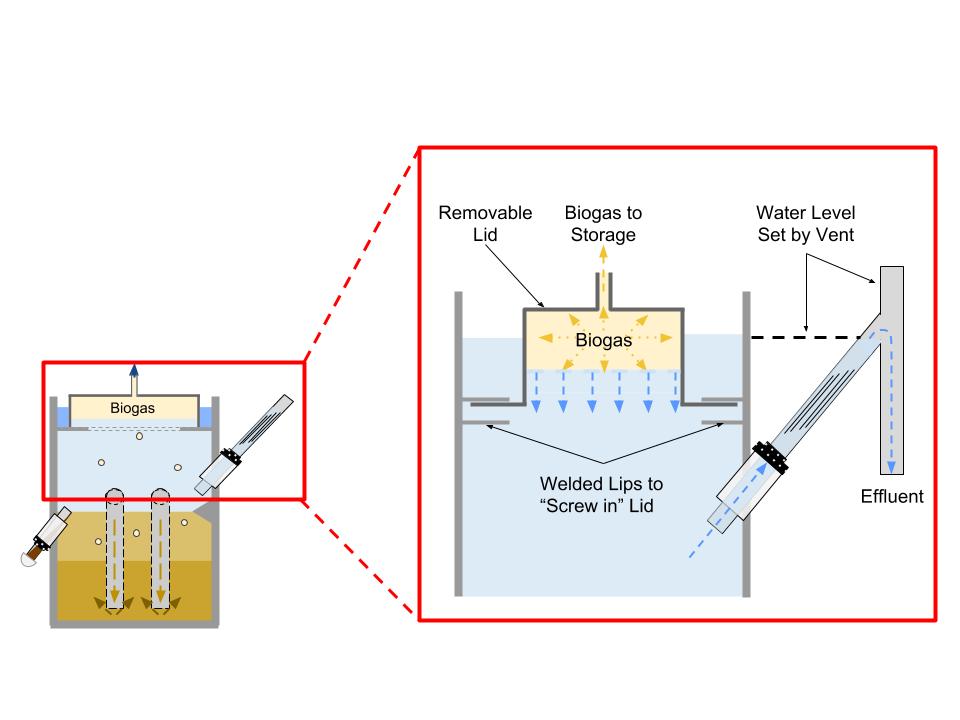 Removable
Lid
Biogas to
Storage
Water Level
Set by Vent
Biogas
Biogas
Welded Lips to
“Screw in” Lid
Effluent